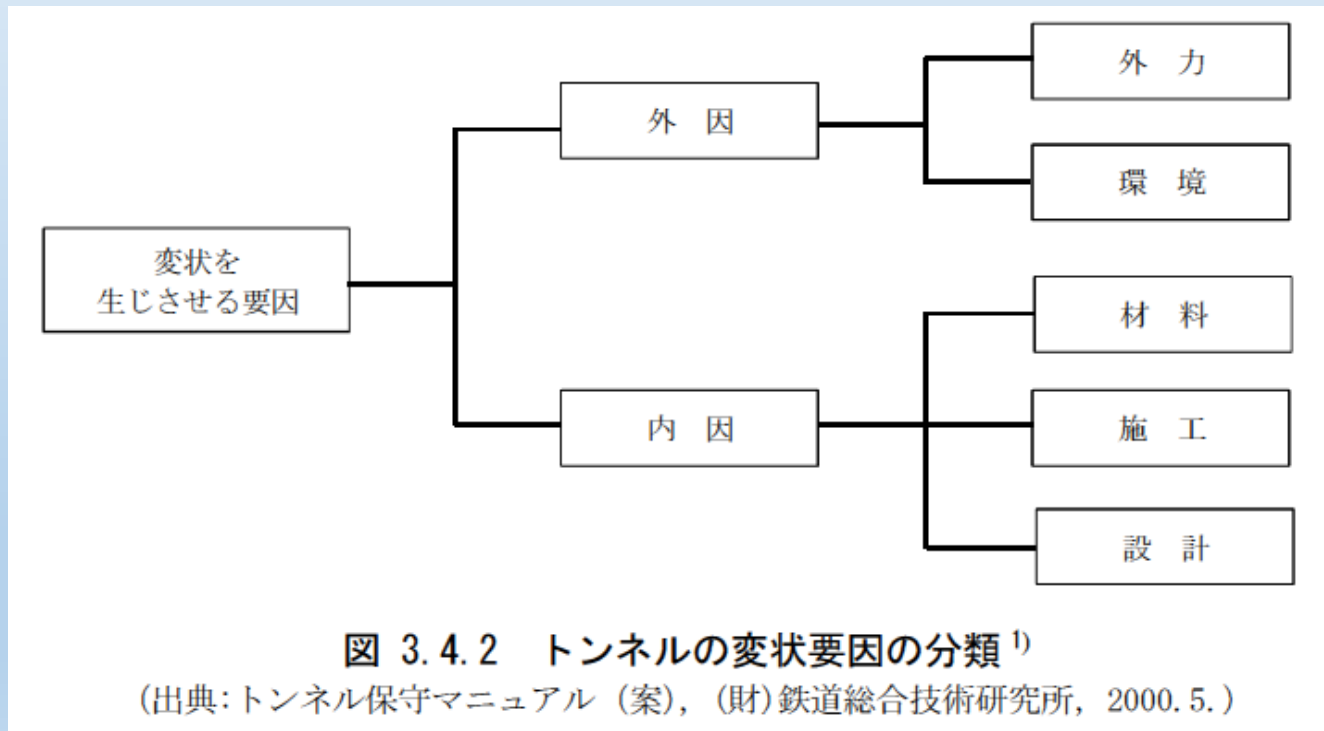 変状を
生じさせる要因
外 因
外 力
環 境
内 因
材 料
施 工
設 計
図 3.4.2 トンネルの変状要因の分類 1)
(出典:トンネル保守マニュアル (案), (財)鉄道総合技術研究所, 2000.5.)